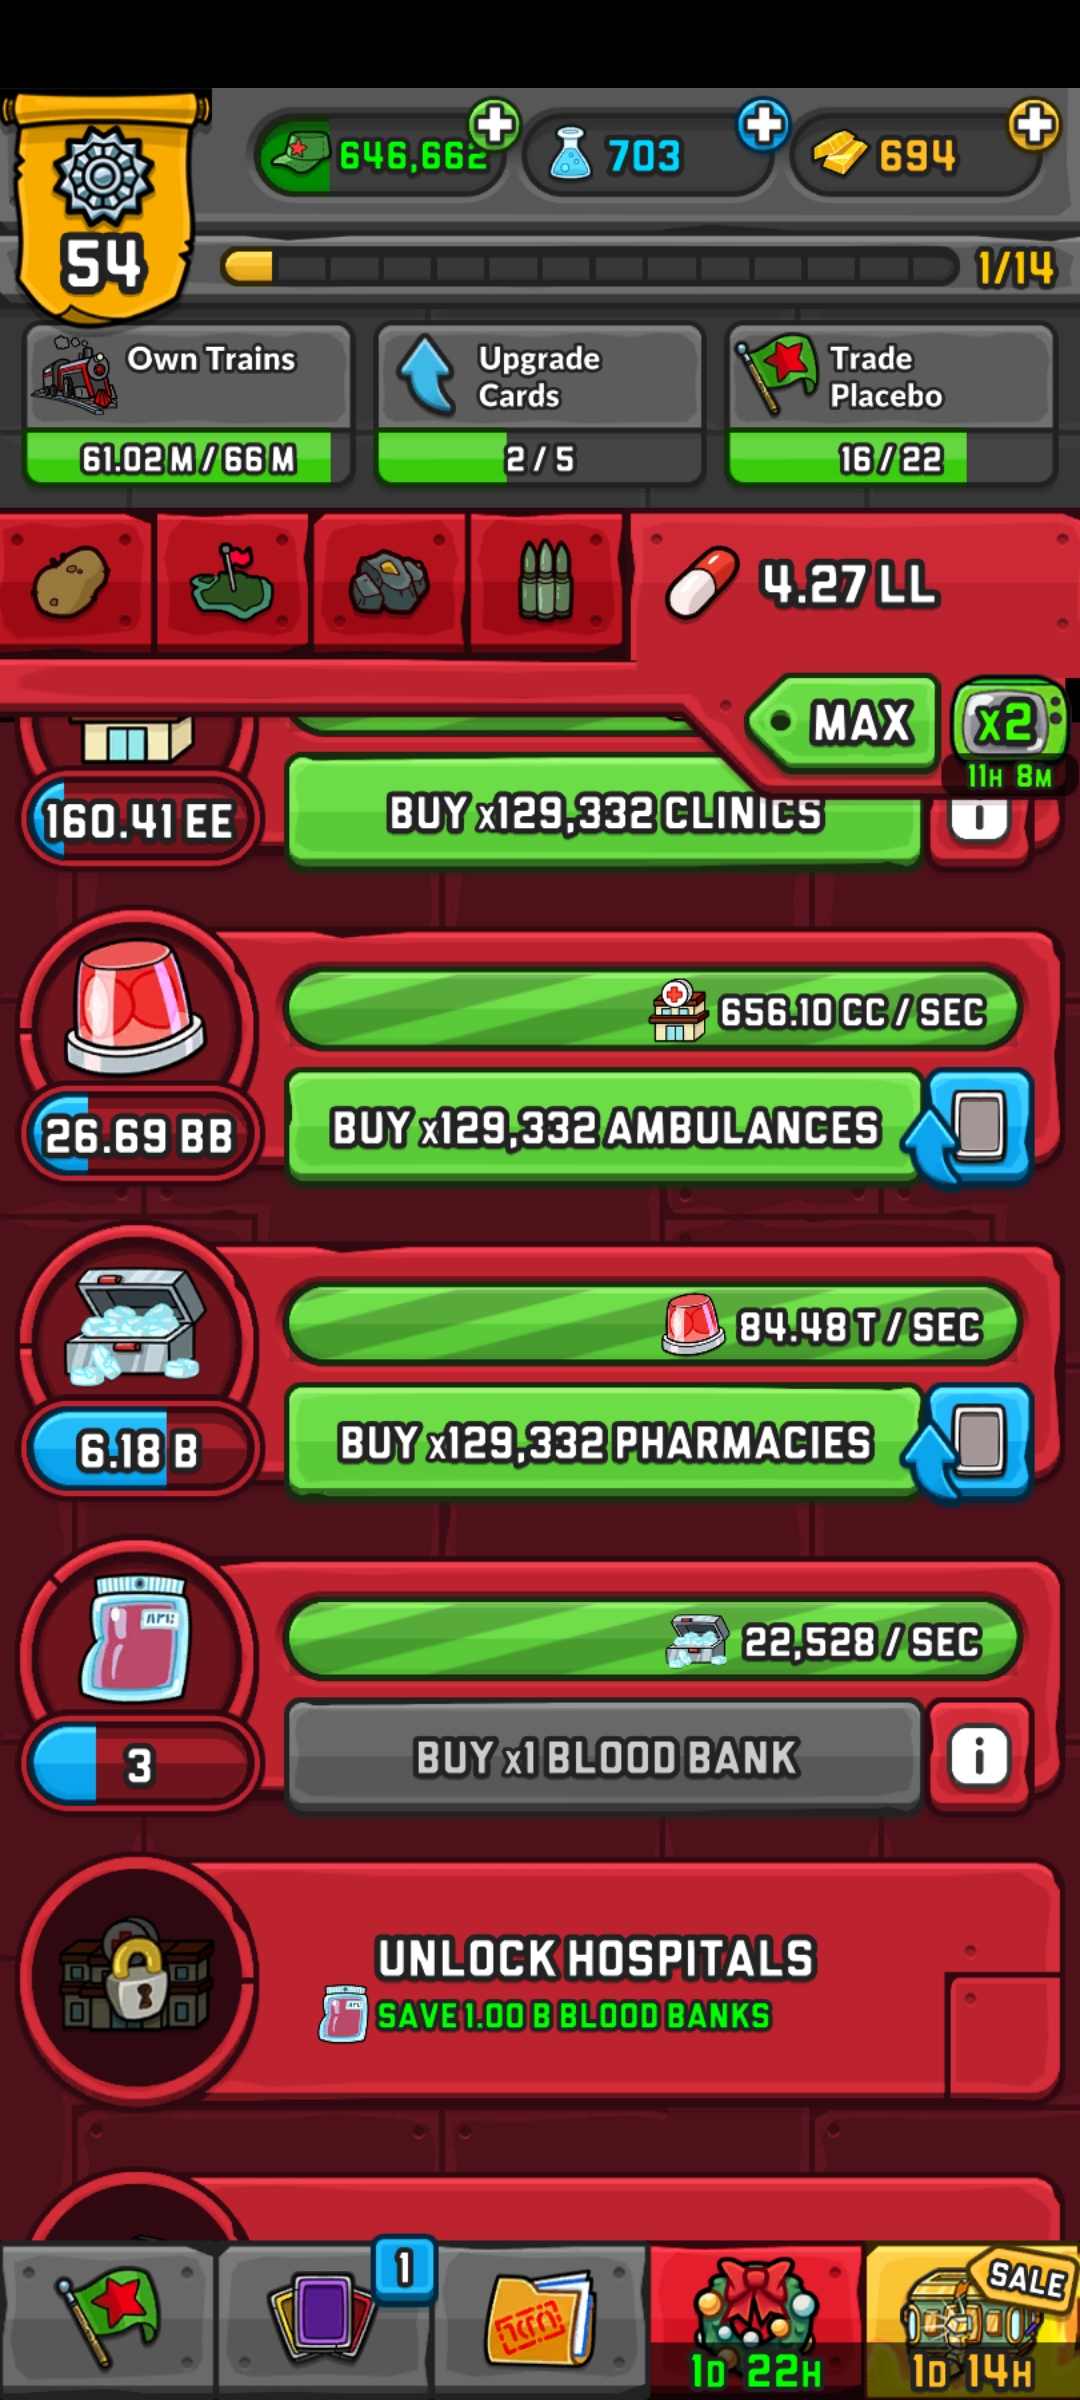 646,662
703
694
54
1/14
Own Trains
61.02 M / 66 M
Upgrade
Cards
2 / 5
Trade
Placebo
16 / 22
4.27 LL
MAX
x2
11H 8M
160.41 EE
BUY x129,332 CLINICS
656.10 CC / SEC
26.69 BB
BUY x129,332 AMBULANCES
84.48 T / SEC
6.18 B
BUY x129,332 PHARMACIES
22,528 / SEC
3
BUY x1 BLOOD BANK
i
UNLOCK HOSPITALS
SAVE 1.00 B BLOOD BANKS
1
SALE
1D 22H
1D 14H